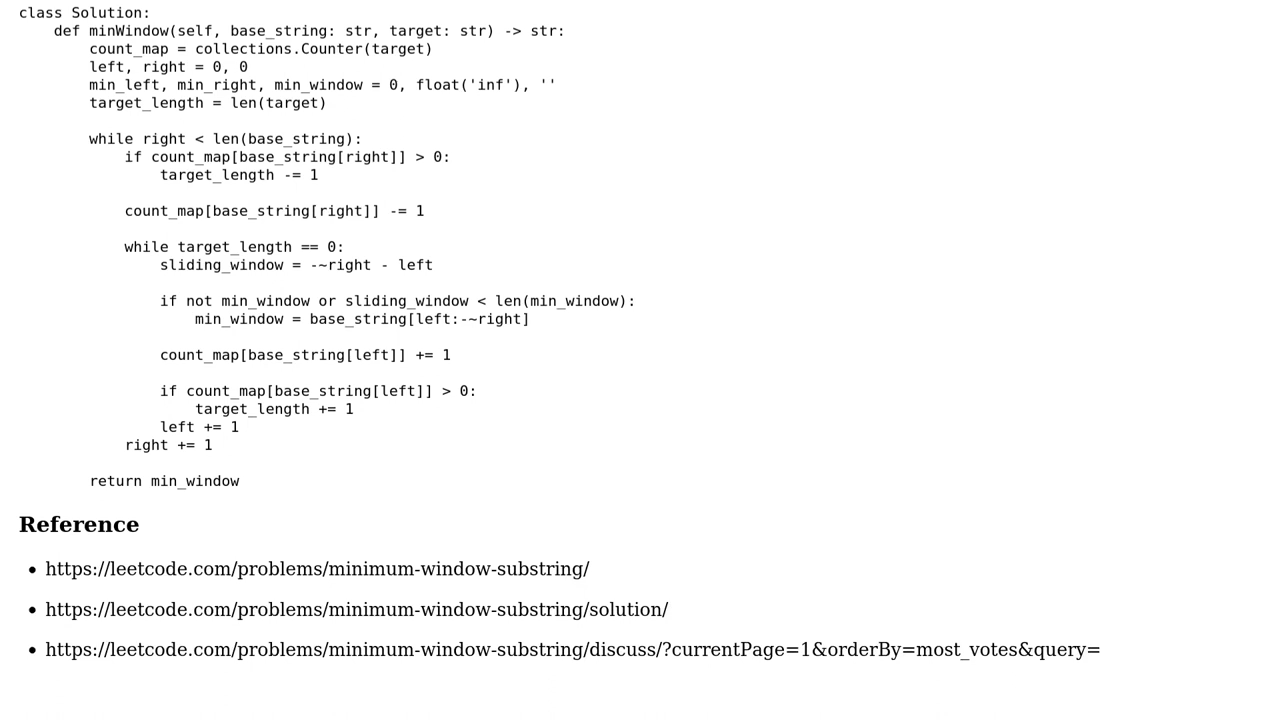 class Solution:
    def minWindow(self, base_string: str, target: str) -> str:
        count_map = collections.Counter(target)
        left, right = 0, 0
        min_left, min_right, min_window = 0, float('inf'), ''
        target_length = len(target)

        while right < len(base_string):
            if count_map[base_string[right]] > 0:
                target_length -= 1

            count_map[base_string[right]] -= 1

            while target_length == 0:
                sliding_window = -~right - left

                if not min_window or sliding_window < len(min_window):
                    min_window = base_string[left:-~right]

                count_map[base_string[left]] += 1

                if count_map[base_string[left]] > 0:
                    target_length += 1
                left += 1
            right += 1

        return min_window
Reference
• https://leetcode.com/problems/minimum-window-substring/
• https://leetcode.com/problems/minimum-window-substring/solution/
• https://leetcode.com/problems/minimum-window-substring/discuss/?currentPage=1&orderBy=most_votes&query=